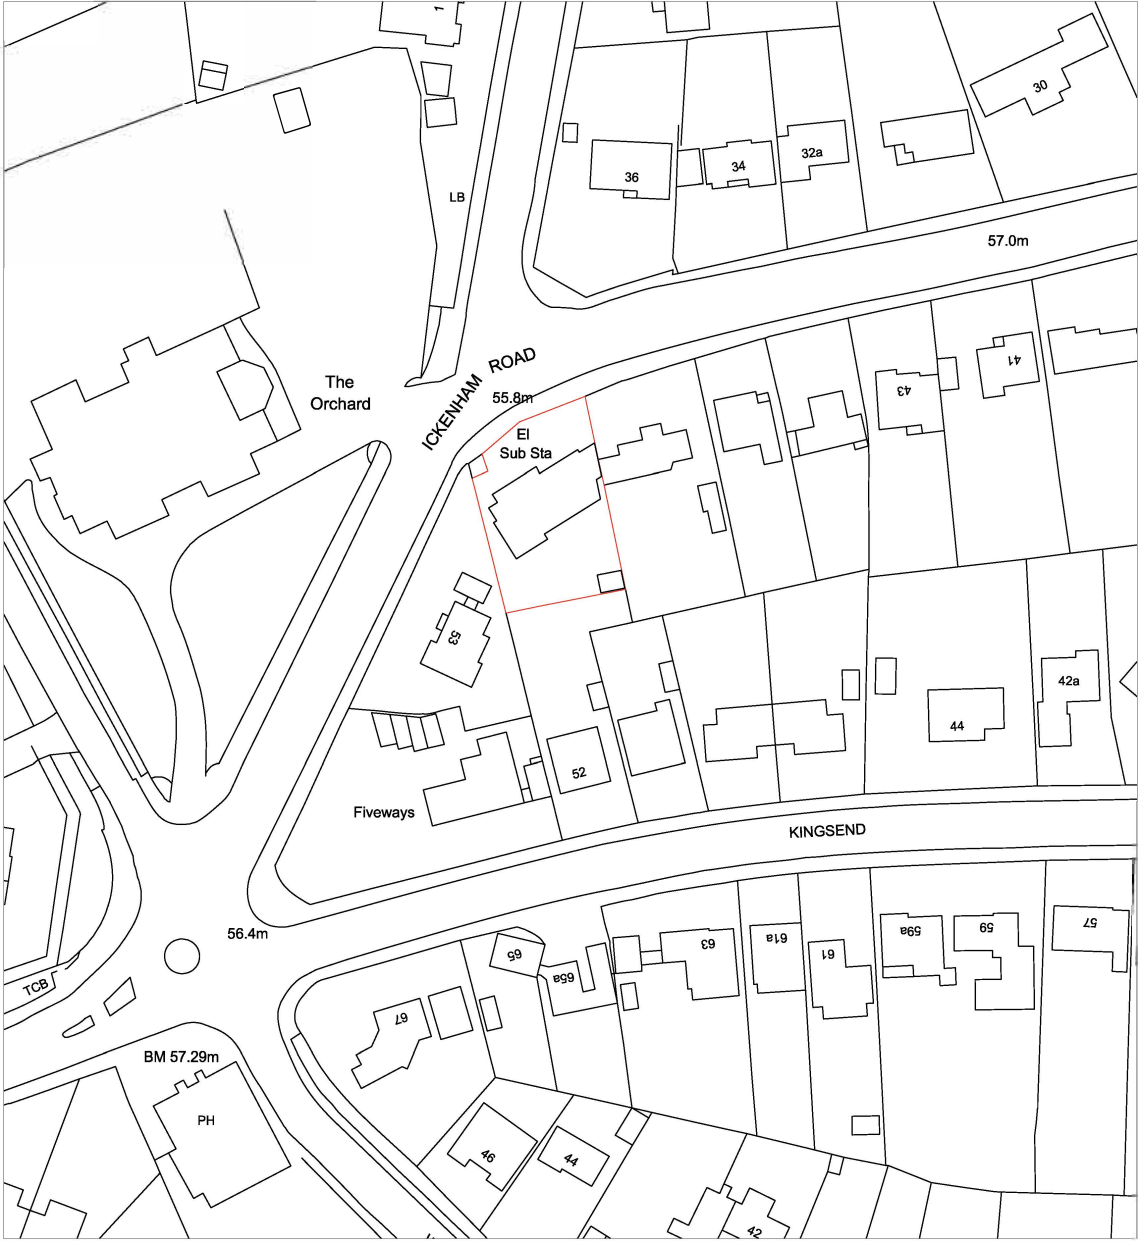 1
30
36
34
32a
LB
57.0m
ICKENHAM ROAD
The
Orchard
55.8m
El
Sub Sta
43
41
53
42a
44
52
Fiveways
KINGSEND
56.4m
65
65a
63
61a
61
59a
59
57
TCB
67
BM 57.29m
PH
46
44
42